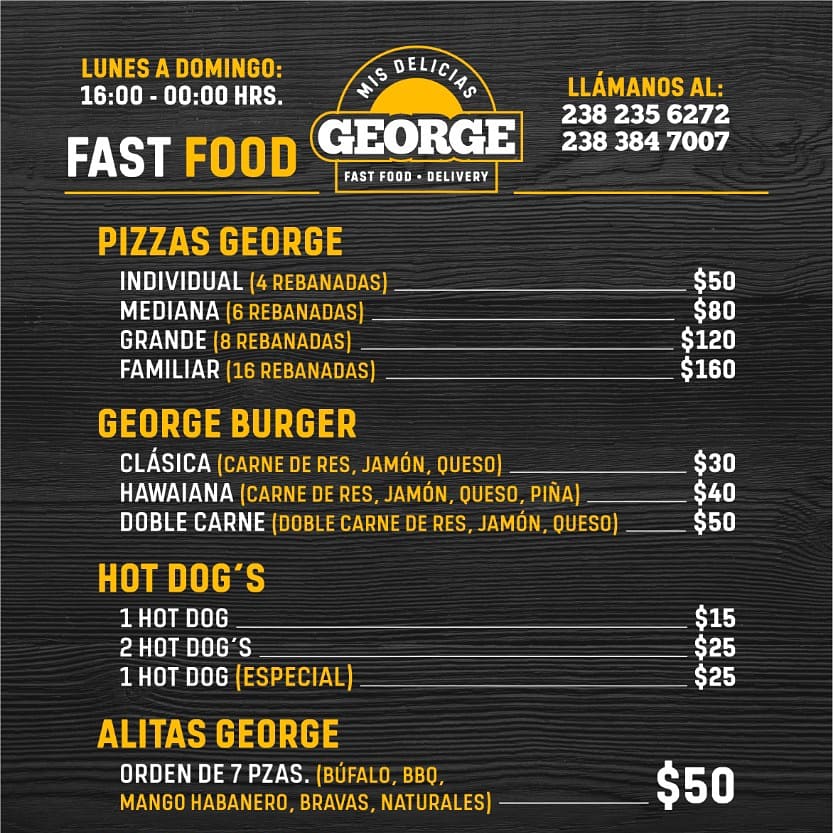 LUNES A DOMINGO:
16:00 - 00:00 HRS.
FAST FOOD
MIS DELICIAS
GEORGE
FAST FOOD • DELIVERY
LLÁMANOS AL:
238 235 6272
238 384 7007
PIZZAS GEORGE
INDIVIDUAL (4 REBANADAS) $50
MEDIANA (6 REBANADAS) $80
GRANDE (8 REBANADAS) $120
FAMILIAR (16 REBANADAS) $160
GEORGE BURGER
CLÁSICA (CARNE DE RES, JAMÓN, QUESO) $30
HAWAIANA (CARNE DE RES, JAMÓN, QUESO, PIÑA) $40
DOBLE CARNE (DOBLE CARNE DE RES, JAMÓN, QUESO) $50
HOT DOG´S
1 HOT DOG $15
2 HOT DOG´S $25
1 HOT DOG (ESPECIAL) $25
ALITAS GEORGE
ORDEN DE 7 PZAS. (BÚFALO, BBQ,
MANGO HABANERO, BRAVAS, NATURALES) $50